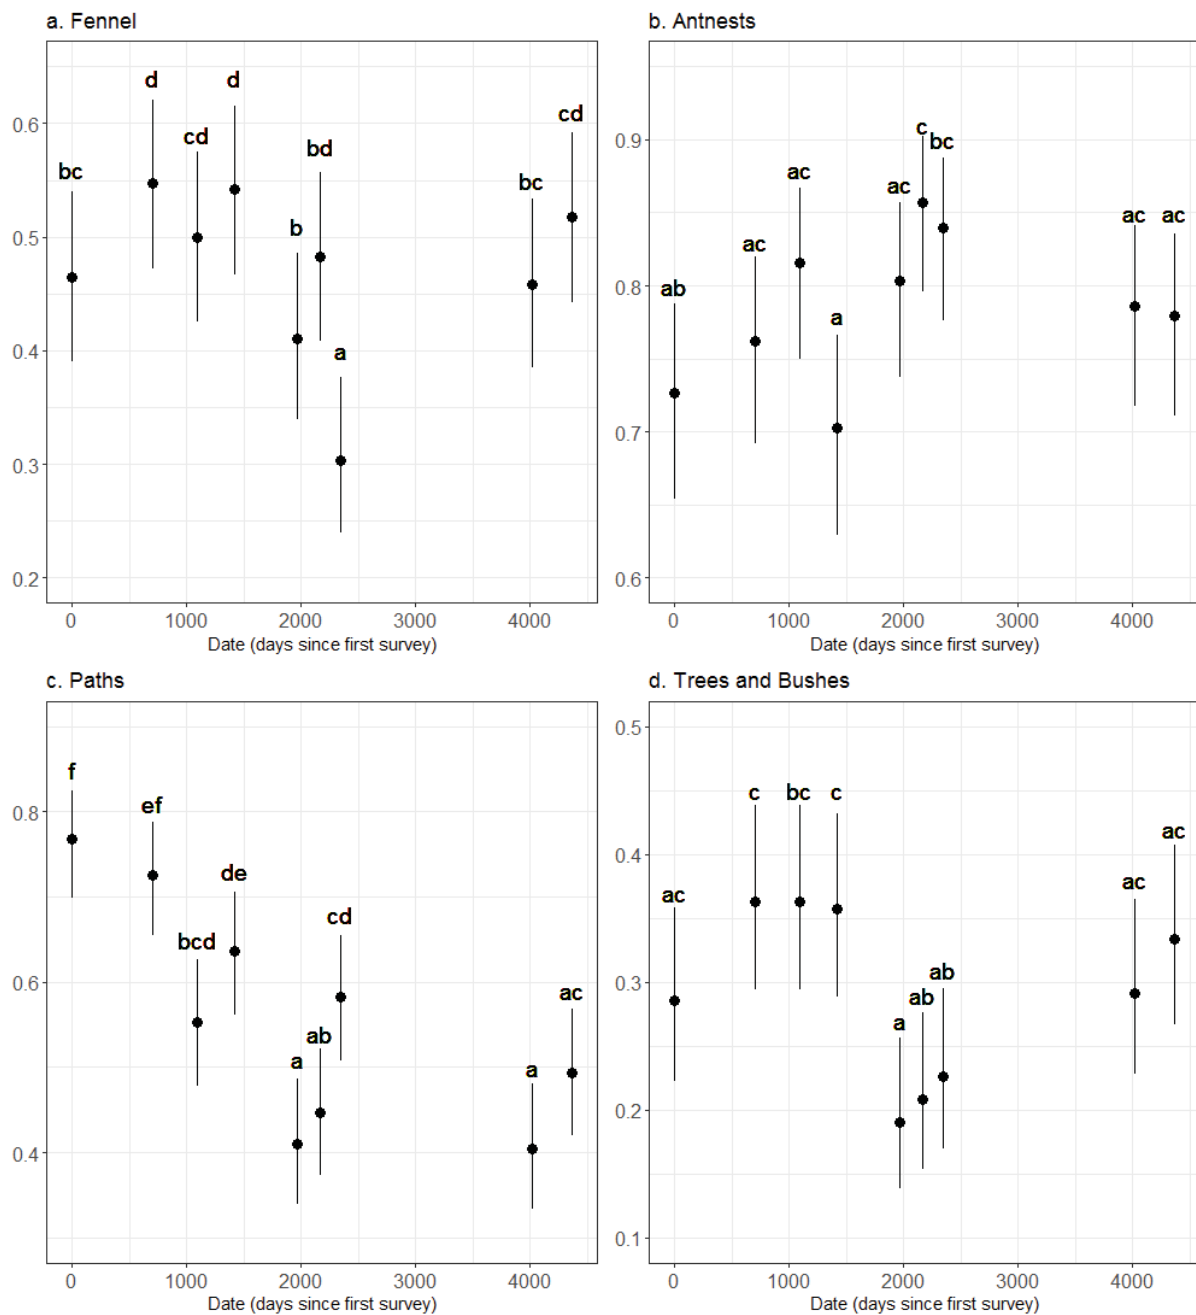 a. Fennel
d
d
cd
cd
bc
bd
bc
b
a
0.6
0.5
0.4
0.3
0.2
0 1000 2000 3000 4000
Date (days since first survey)
b. Antnests
c
bc
ac
ac
ac
ac
ac
ab
a
0.9
0.8
0.7
0.6
0 1000 2000 3000 4000
Date (days since first survey)
c. Paths
f
ef
de
bcd
cd
ac
ab
a
a
0.8
0.6
0.4
0 1000 2000 3000 4000
Date (days since first survey)
d. Trees and Bushes
c
bc
c
ac
ac
ac
ab
ab
a
0.5
0.4
0.3
0.2
0.1
0 1000 2000 3000 4000
Date (days since first survey)